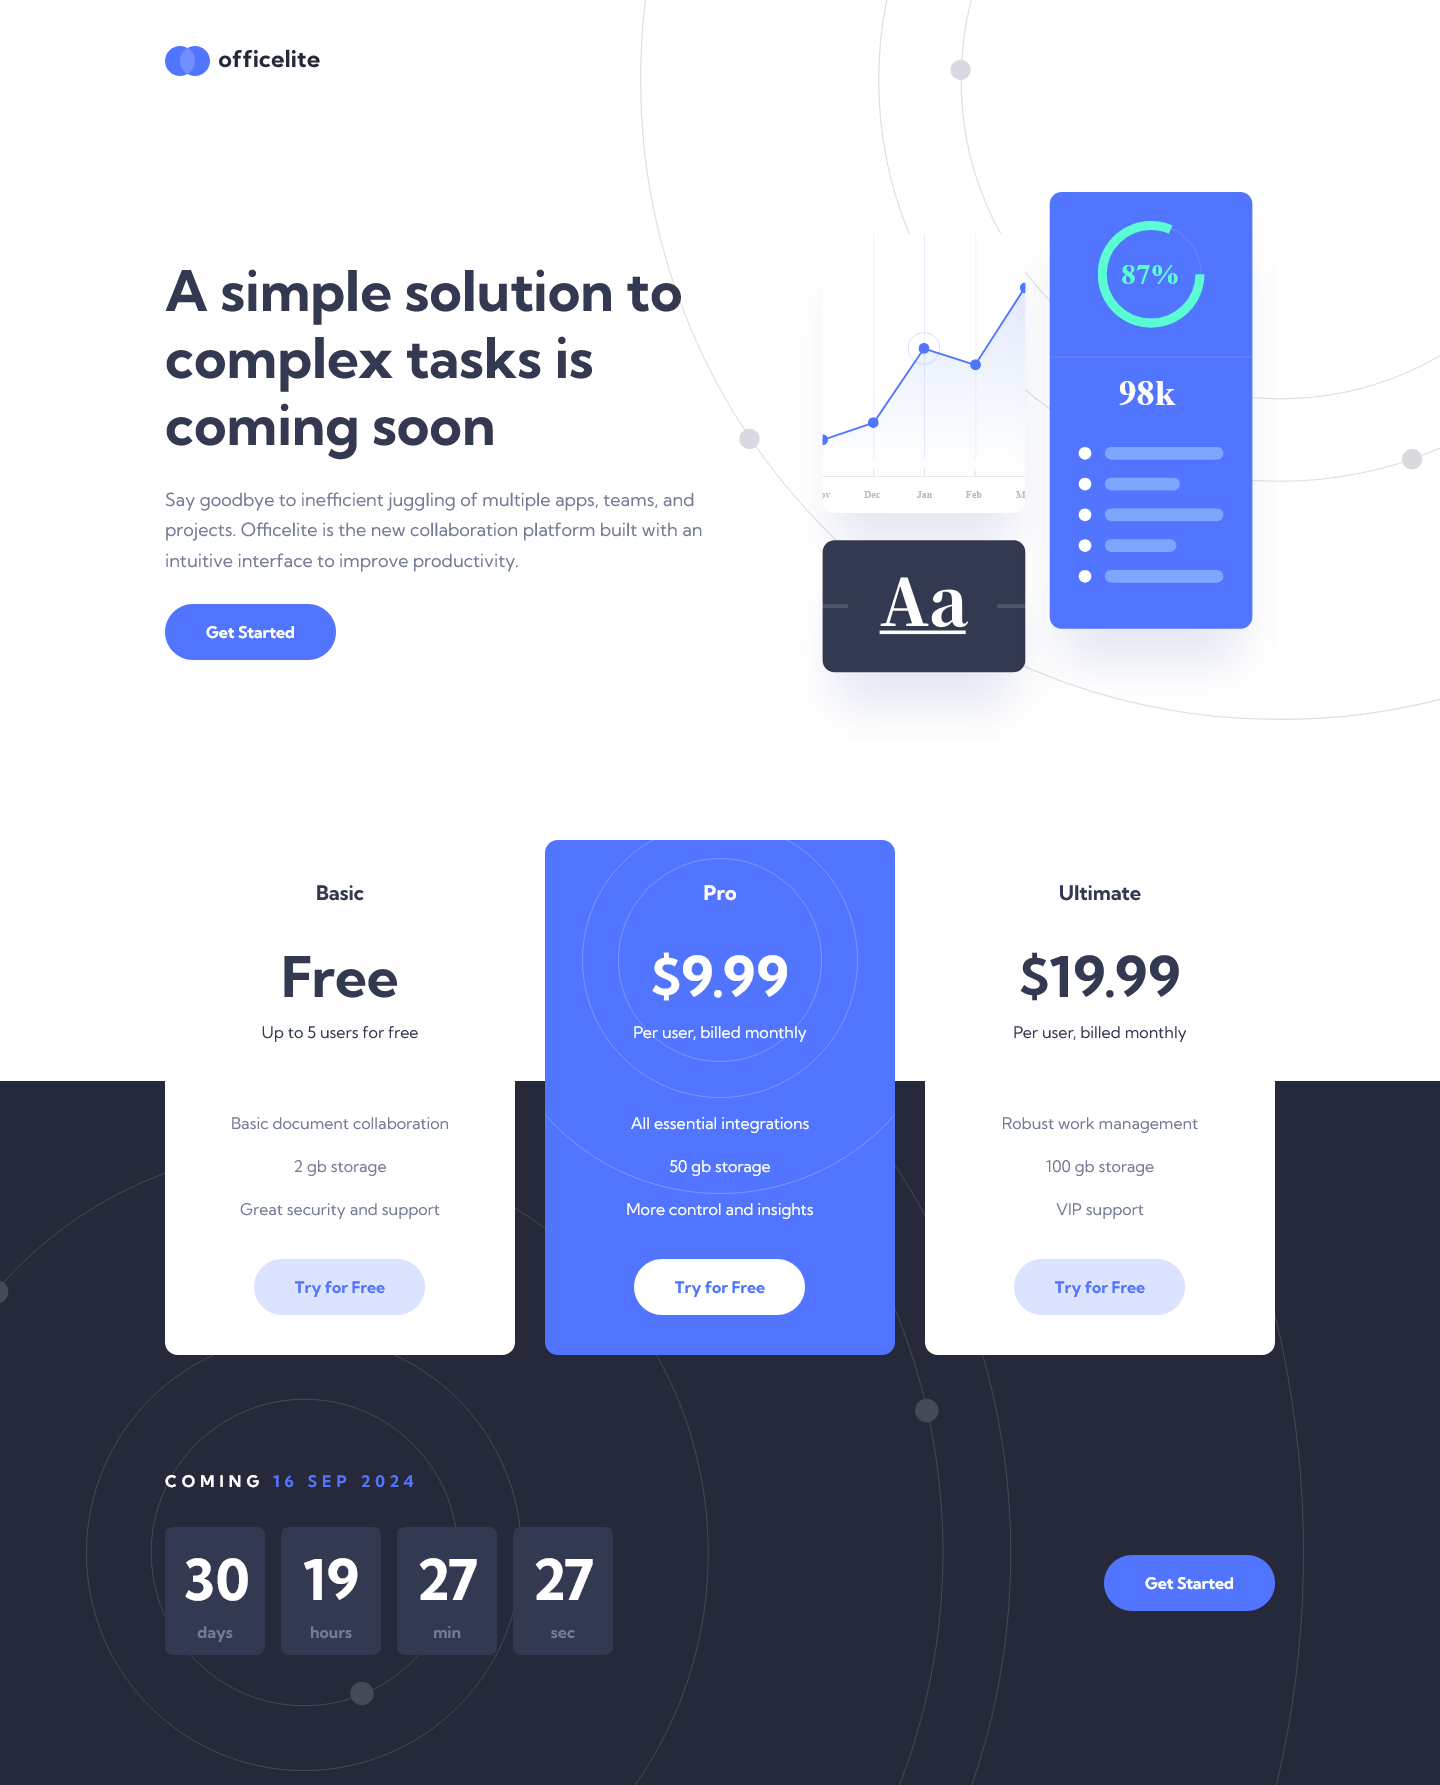 officelite
A simple solution to
complex tasks is
coming soon
Say goodbye to inefficient juggling of multiple apps, teams, and
projects. Officelite is the new collaboration platform built with an
intuitive interface to improve productivity.
Get Started
87%
98k
ov Dec Jan Feb M
Aa
Basic
Free
Up to 5 users for free
Basic document collaboration
2 gb storage
Great security and support
Try for Free
Pro
$9.99
Per user, billed monthly
All essential integrations
50 gb storage
More control and insights
Try for Free
Ultimate
$19.99
Per user, billed monthly
Robust work management
100 gb storage
VIP support
Try for Free
COMING 16 SEP 2024
30 19 27 27
days hours min sec
Get Started